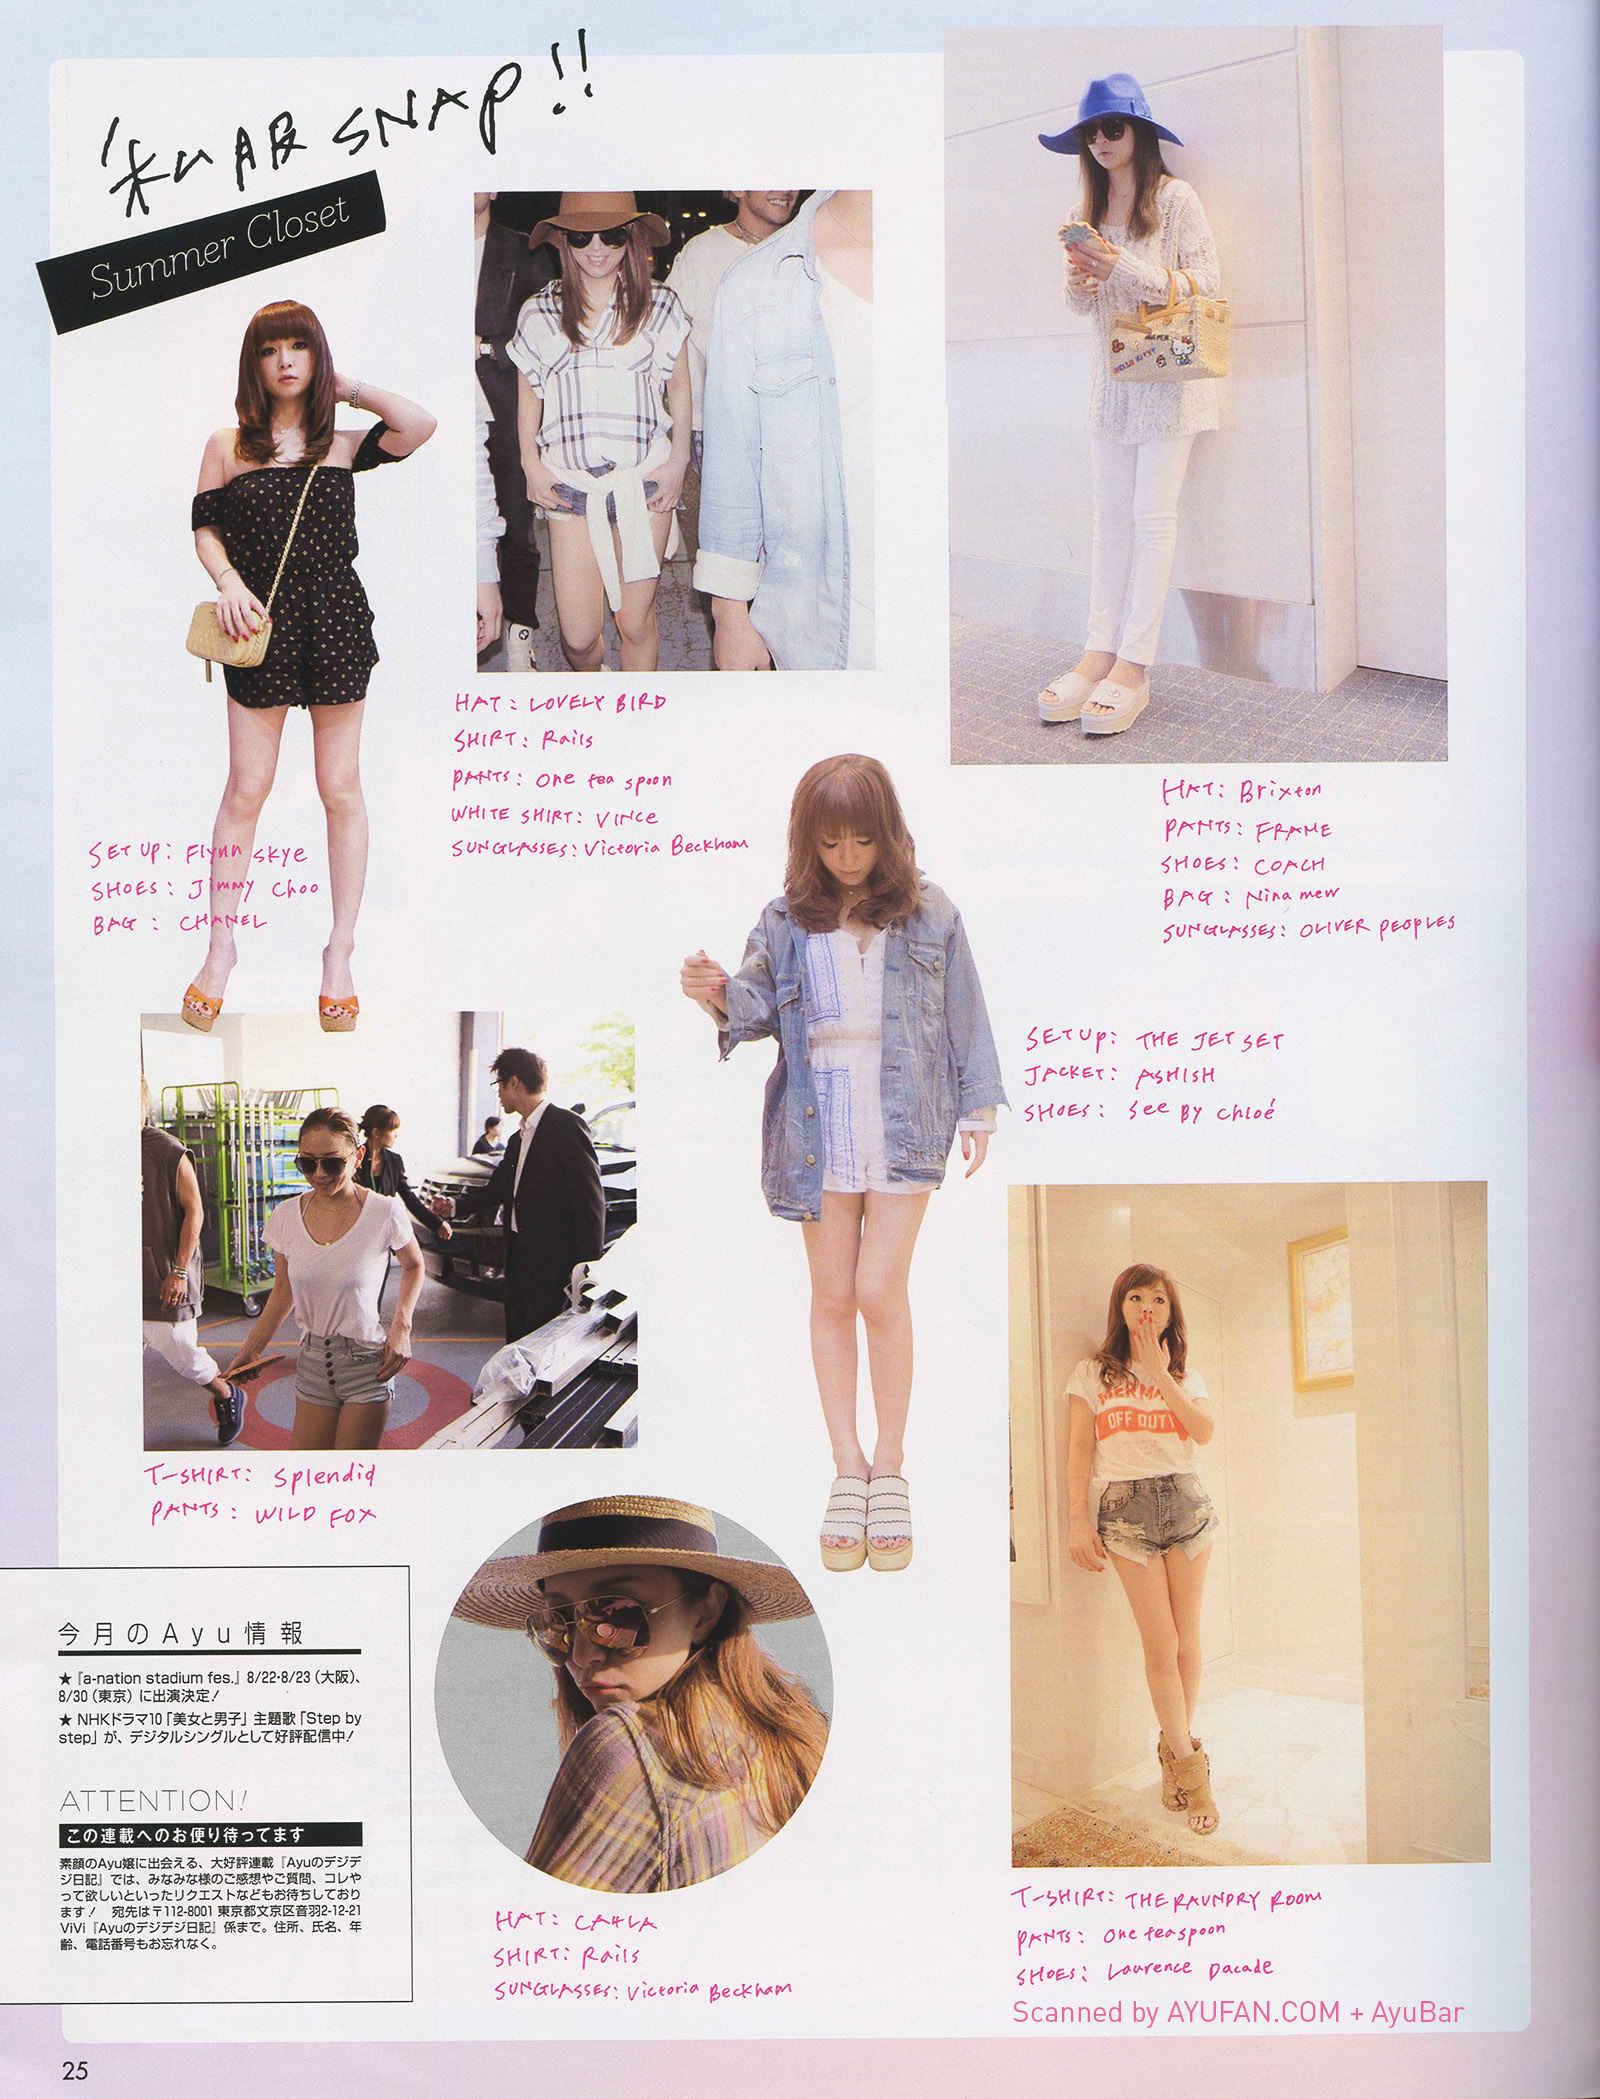 私服 SNAP!!
Summer Closet
SET UP: Flynn Skye
SHOES: Jimmy Choo
BAG: CHANEL
HAT: LOVELY BIRD
SHIRT: Rails
PANTS: One tea spoon
WHITE SHIRT: VINCE
SUNGLASSES: Victoria Beckham
HELLO KITTY
HAT: Brixton
PANTS: FRAME
SHOES: COACH
BAG: Nina mew
SUNGLASSES: OLIVER PEOPLES
SETUP: THE JET SET
JACKET: ASHISH
SHOES: See BY Chloé
T-SHIRT: Splendid
PANTS: WILD FOX
MERMA
OFF DUTY
HAT: CA4LA
SHIRT: Rails
SUNGLASSES: Victoria Beckham
T-SHIRT: THE RAUNDRY ROOM
PANTS: One teaspoon
SHOES: Laurence Dacade
今月のAyu情報
★『a-nation stadium fes.』8/22・8/23（大阪）、
8/30（東京）に出演決定！
★ NHKドラマ10「美女と男子」主題歌「Step by
step」が、デジタルシングルとして好評配信中！
ATTENTION!
この連載へのお便り待ってます
素顔のAyu嬢に出会える、大好評連載『Ayuのデジデ
ジ日記』では、みなみな様のご感想やご質問、コレや
って欲しいといったリクエストなどもお待ちしており
ます！　宛先は〒112-8001 東京都文京区音羽2-12-21
ViVi『Ayuのデジデジ日記』係まで。住所、氏名、年
齢、電話番号もお忘れなく。
Scanned by AYUFAN.COM + AyuBar
25